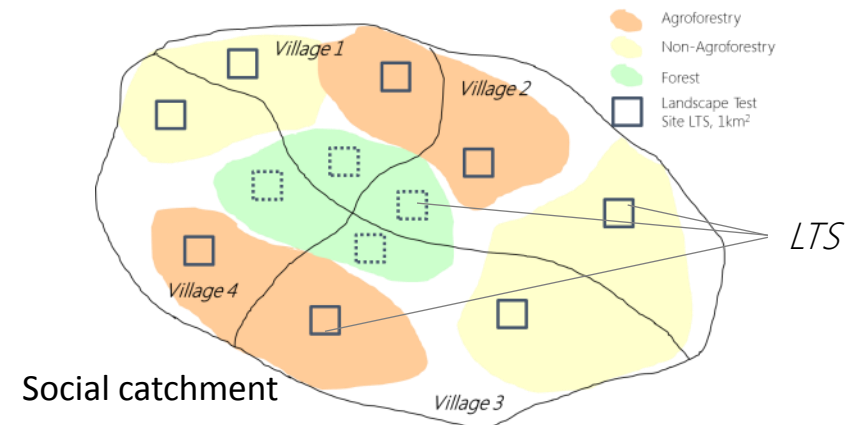 Agroforestry
Village 1
Non-Agroforestry
Forest
Village 2
Landscape Test
Site LTS, 1km²
LTS
Village 4
Social catchment
Village 3